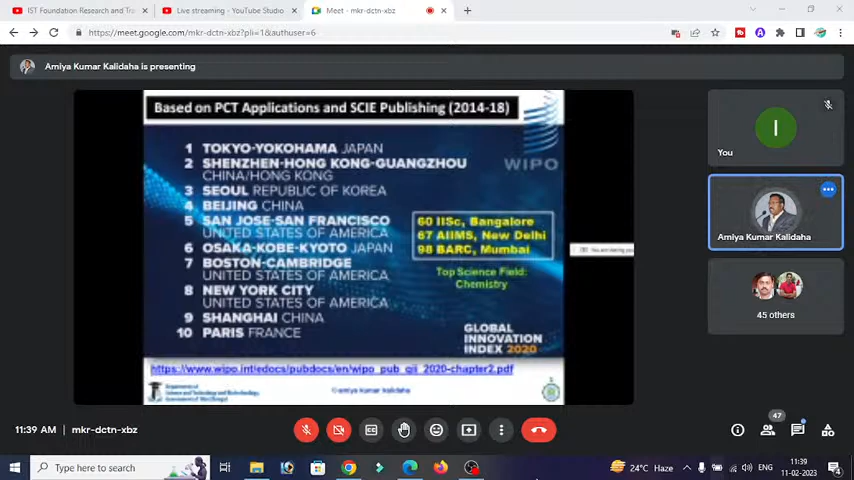 IST Foundation Research and Tra
Live streaming - YouTube Studio
Meet - mkr-dctn-xbz
https://meet.google.com/mkr-dctn-xbz?pli=1&authuser=6
Amiya Kumar Kalidaha is presenting
Based on PCT Applications and SCIE Publishing (2014-18)
WIPO
1 TOKYO-YOKOHAMA JAPAN
2 SHENZHEN-HONG KONG-GUANGZHOU
CHINA/HONG KONG
3 SEOUL REPUBLIC OF KOREA
4 BEIJING CHINA
5 SAN JOSE-SAN FRANCISCO
UNITED STATES OF AMERICA
6 OSAKA-KOBE-KYOTO JAPAN
7 BOSTON-CAMBRIDGE
UNITED STATES OF AMERICA
8 NEW YORK CITY
UNITED STATES OF AMERICA
9 SHANGHAI CHINA
10 PARIS FRANCE
60 IISc, Bangalore
67 AIIMS, New Delhi
98 BARC, Mumbai
Top Science Field:
Chemistry
GLOBAL
INNOVATION
INDEX 2020
https://www.wipo.int/edocs/pubdocs/en/wipo_pub_gii_2020-chapter2.pdf
©amiya kumar kalidaha
I
You
Amiya Kumar Kalidaha
45 others
11:39 AM | mkr-dctn-xbz
47
Type here to search
24°C Haze
ENG
11:39
11-02-2023
4